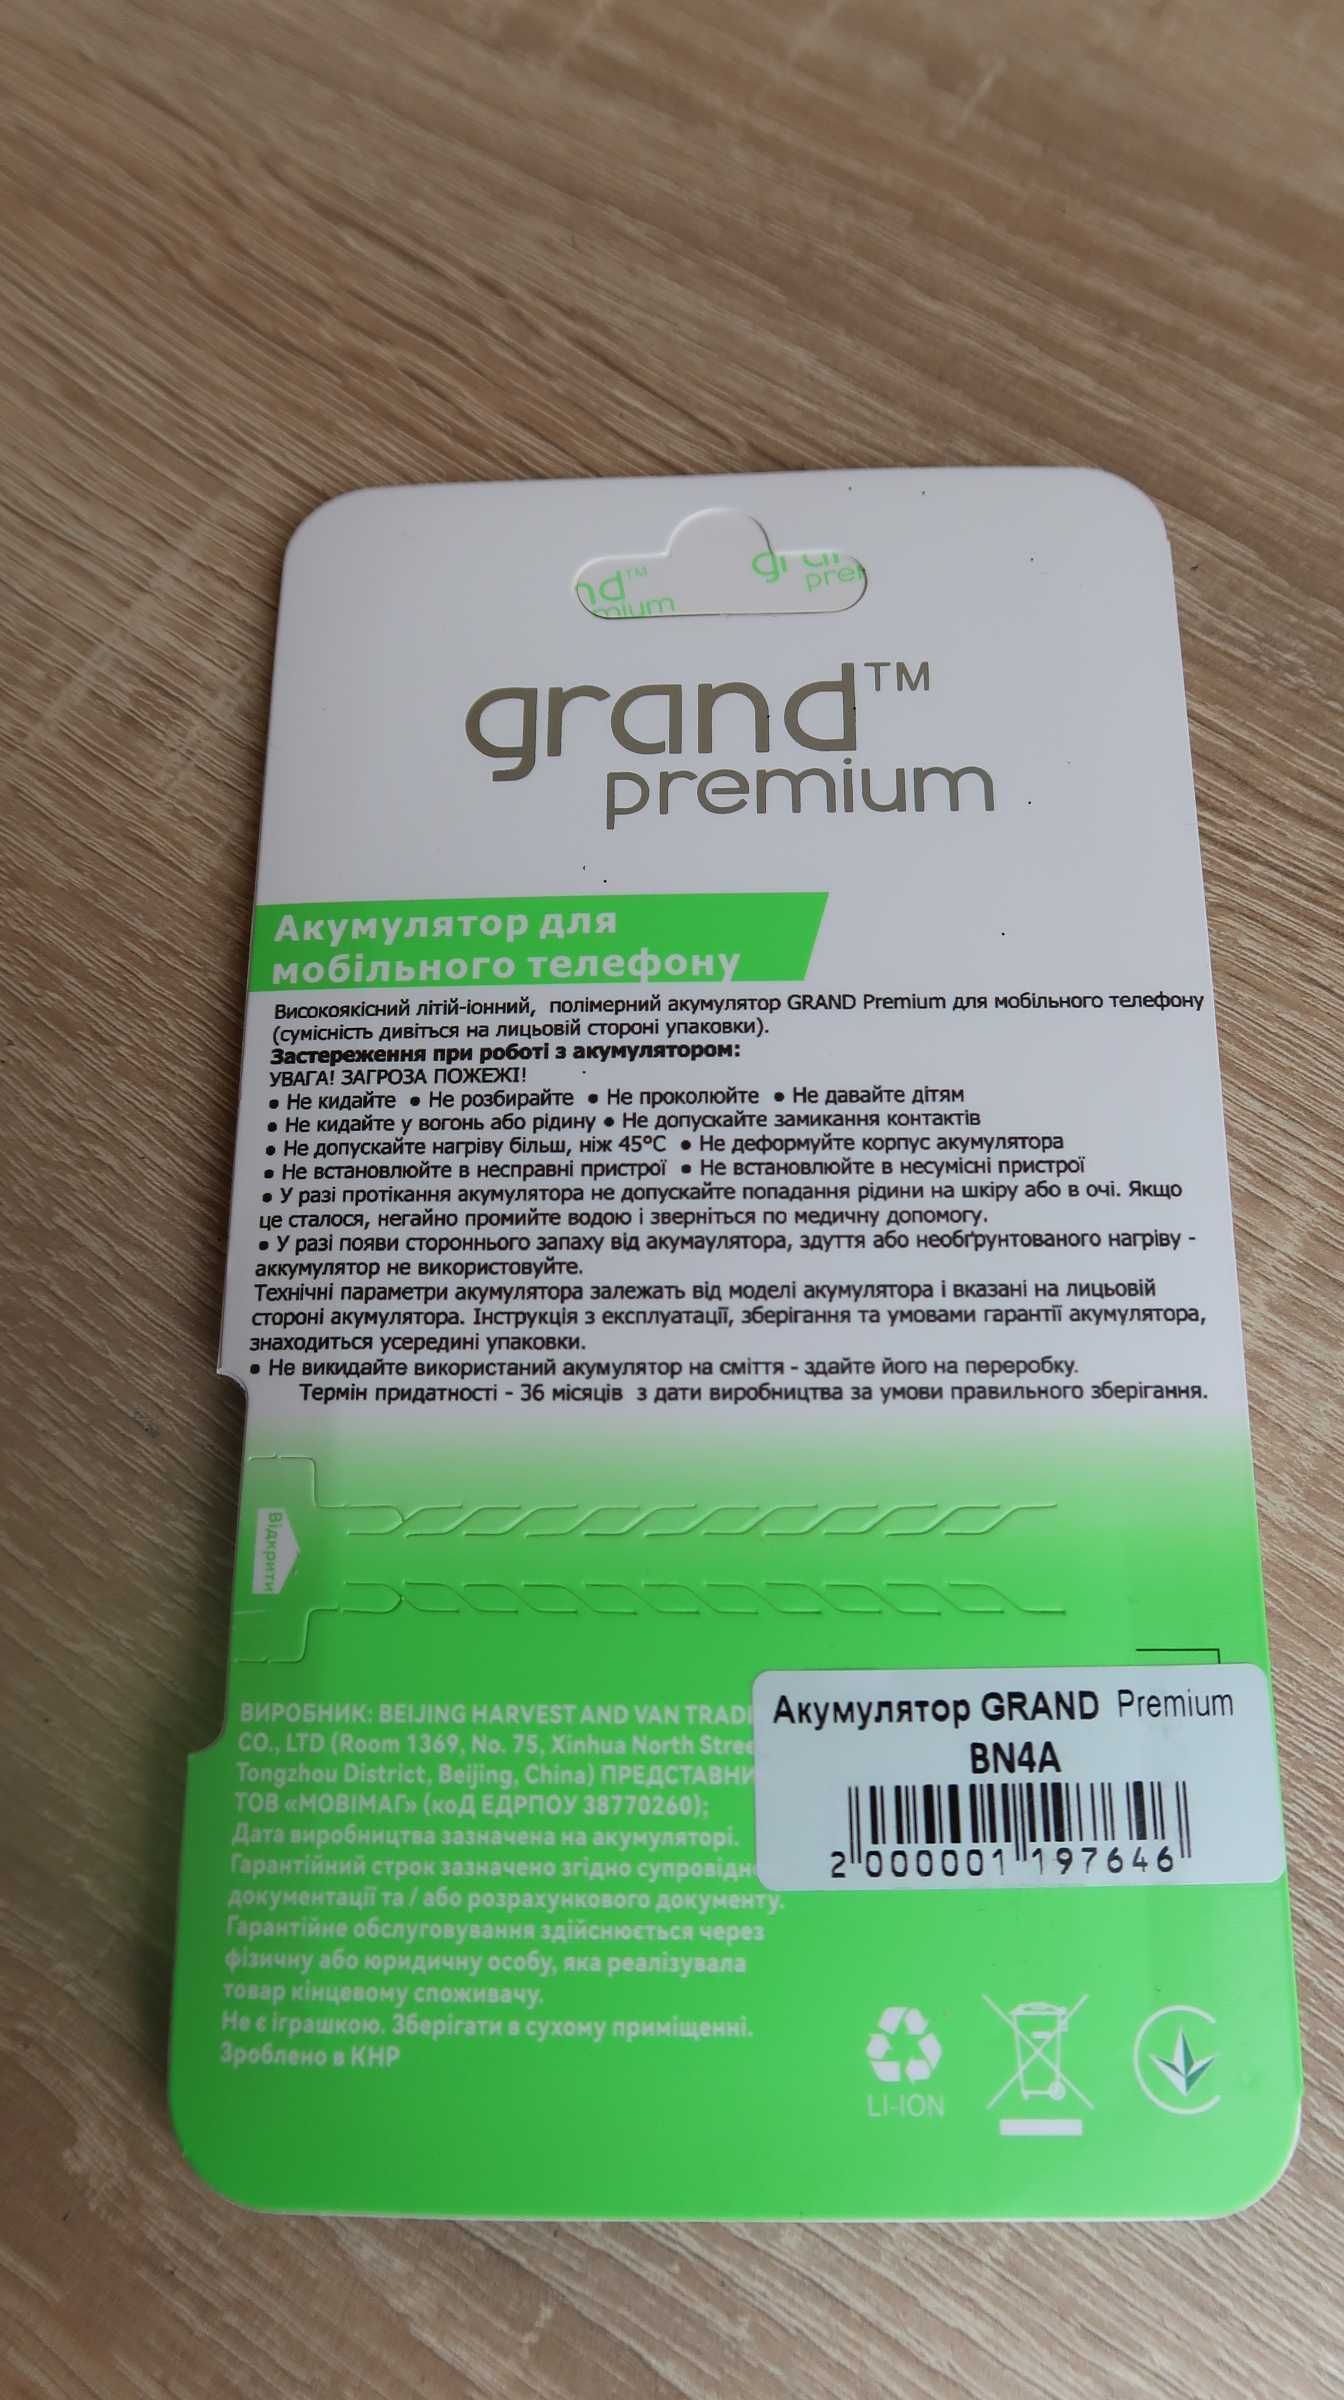 nd™ gr
mium prem
grand™
premium
Акумулятор для
мобільного телефону
Високоякісний літій-іонний, полімерний акумулятор GRAND Premium для мобільного телефону
(сумісність дивіться на лицьовій стороні упаковки).
Застереження при роботі з акумулятором:
УВАГА! ЗАГРОЗА ПОЖЕЖІ!
• Не кидайте • Не розбирайте • Не проколюйте • Не давайте дітям
• Не кидайте у вогонь або рідину • Не допускайте замикання контактів
• Не допускайте нагріву більш, ніж 45°C • Не деформуйте корпус акумулятора
• Не встановлюйте в несправні пристрої • Не встановлюйте в несумісні пристрої
• У разі протікання акумулятора не допускайте попадання рідини на шкіру або в очі. Якщо
це сталося, негайно промийте водою і зверніться по медичну допомогу.
• У разі появи стороннього запаху від акумаулятора, здуття або необґрунтованого нагріву -
аккумулятор не використовуйте.
Технічні параметри акумулятора залежать від моделі акумулятора і вказані на лицьовій
стороні акумулятора. Інструкція з експлуатації, зберігання та умовами гарантії акумулятора,
знаходиться усередині упаковки.
• Не викидайте використаний акумулятор на сміття - здайте його на переробку.
Термін придатності - 36 місяців з дати виробництва за умови правильного зберігання.
Відкрити
ВИРОБНИК: BEIJING HARVEST AND VAN TRADI
CO., LTD (Room 1369, No. 75, Xinhua North Stree
Tongzhou District, Beijing, China) ПРЕДСТАВНИ
ТОВ «МОВІМАГ» (коД ЕДРПОУ 38770260);
Дата виробництва зазначена на акумуляторі.
Гарантійний строк зазначено згідно супровідн
документації та / або розрахункового документу.
Гарантійне обслуговування здійснюється через
фізичну або юридичну особу, яка реалізувала
товар кінцевому споживачу.
Не є іграшкою. Зберігати в сухому приміщенні.
Зроблено в КНР
Акумулятор GRAND Premium
BN4A
2 000001 197646
LI-ION